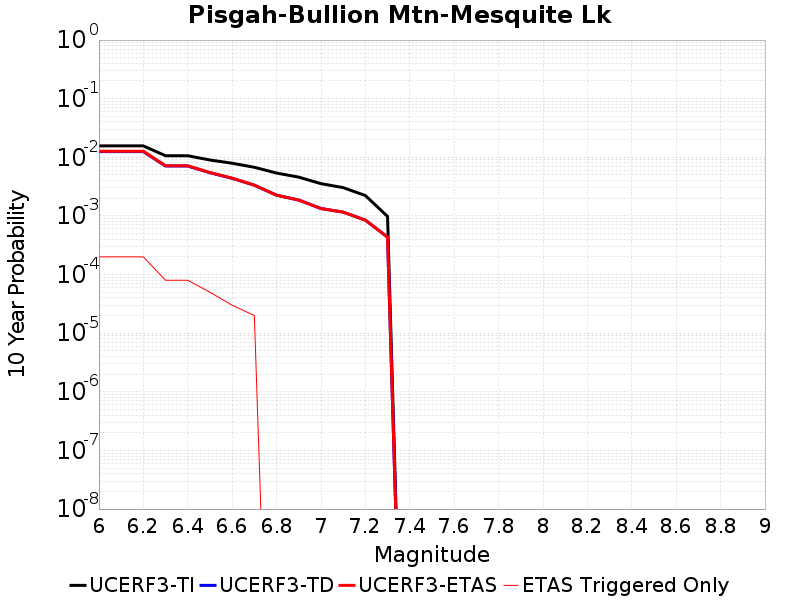 Pisgah-Bullion Mtn-Mesquite Lk
10^0
10^-1
10^-2
10^-3
10^-4
10^-5
10^-6
10^-7
10^-8
10 Year Probability
6 6.2 6.4 6.6 6.8 7 7.2 7.4 7.6 7.8 8 8.2 8.4 8.6 8.8 9
Magnitude
UCERF3-TI UCERF3-TD UCERF3-ETAS ETAS Triggered Only